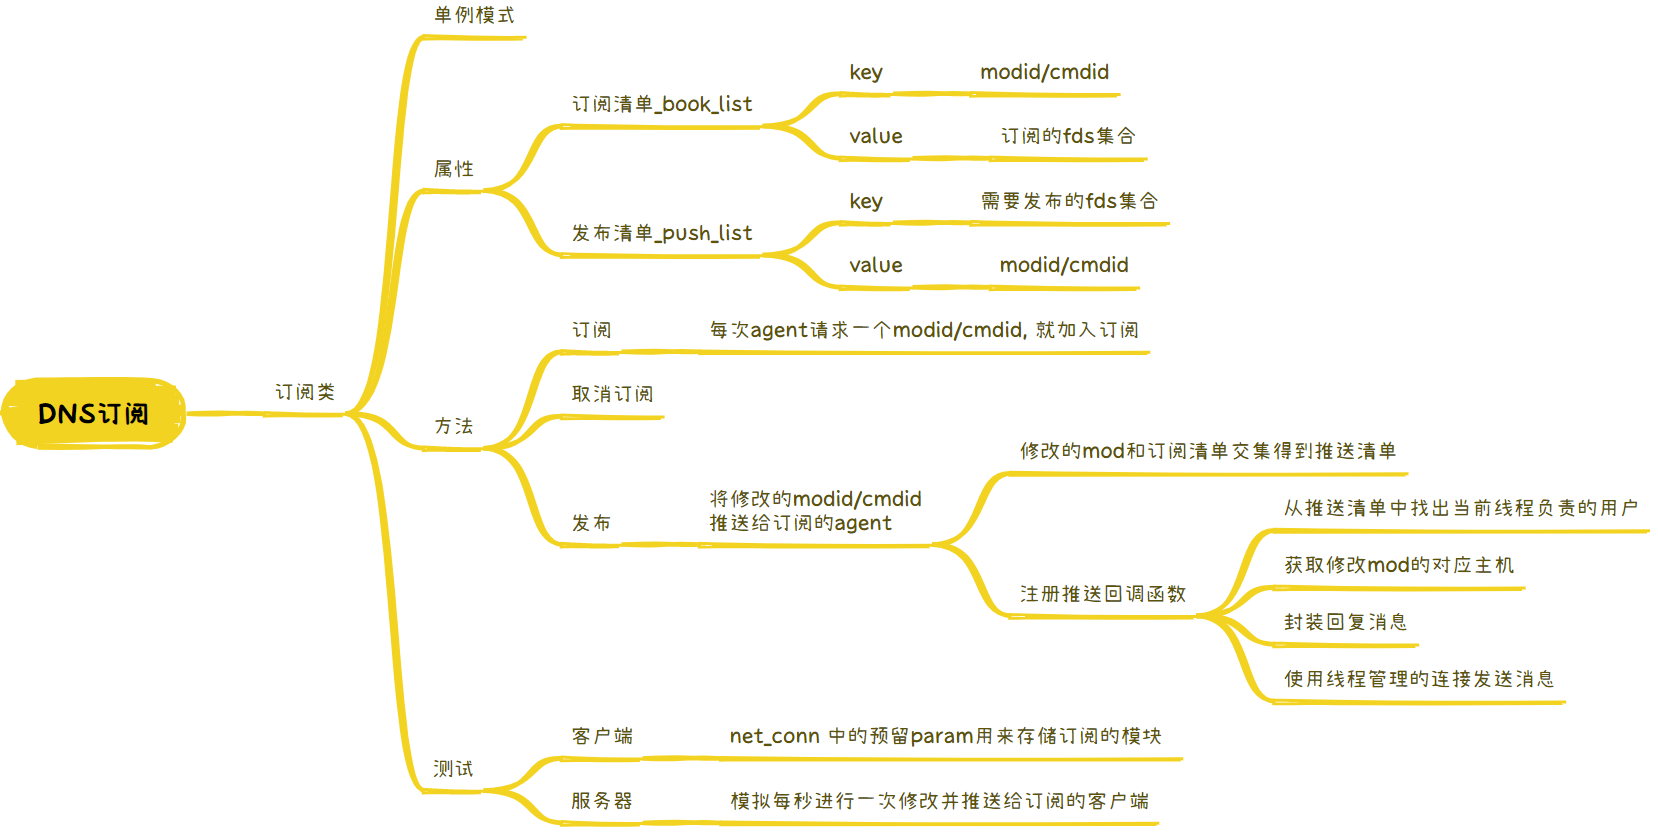 DNS订阅
订阅类
单例模式
属性
订阅清单_book_list
key
modid/cmdid
value
订阅的fds集合
发布清单_push_list
key
需要发布的fds集合
value
modid/cmdid
方法
订阅
每次agent请求一个modid/cmdid, 就加入订阅
取消订阅
发布
将修改的modid/cmdid
推送给订阅的agent
修改的mod和订阅清单交集得到推送清单
注册推送回调函数
从推送清单中找出当前线程负责的用户
获取修改mod的对应主机
封装回复消息
使用线程管理的连接发送消息
测试
客户端
net_conn 中的预留param用来存储订阅的模块
服务器
模拟每秒进行一次修改并推送给订阅的客户端